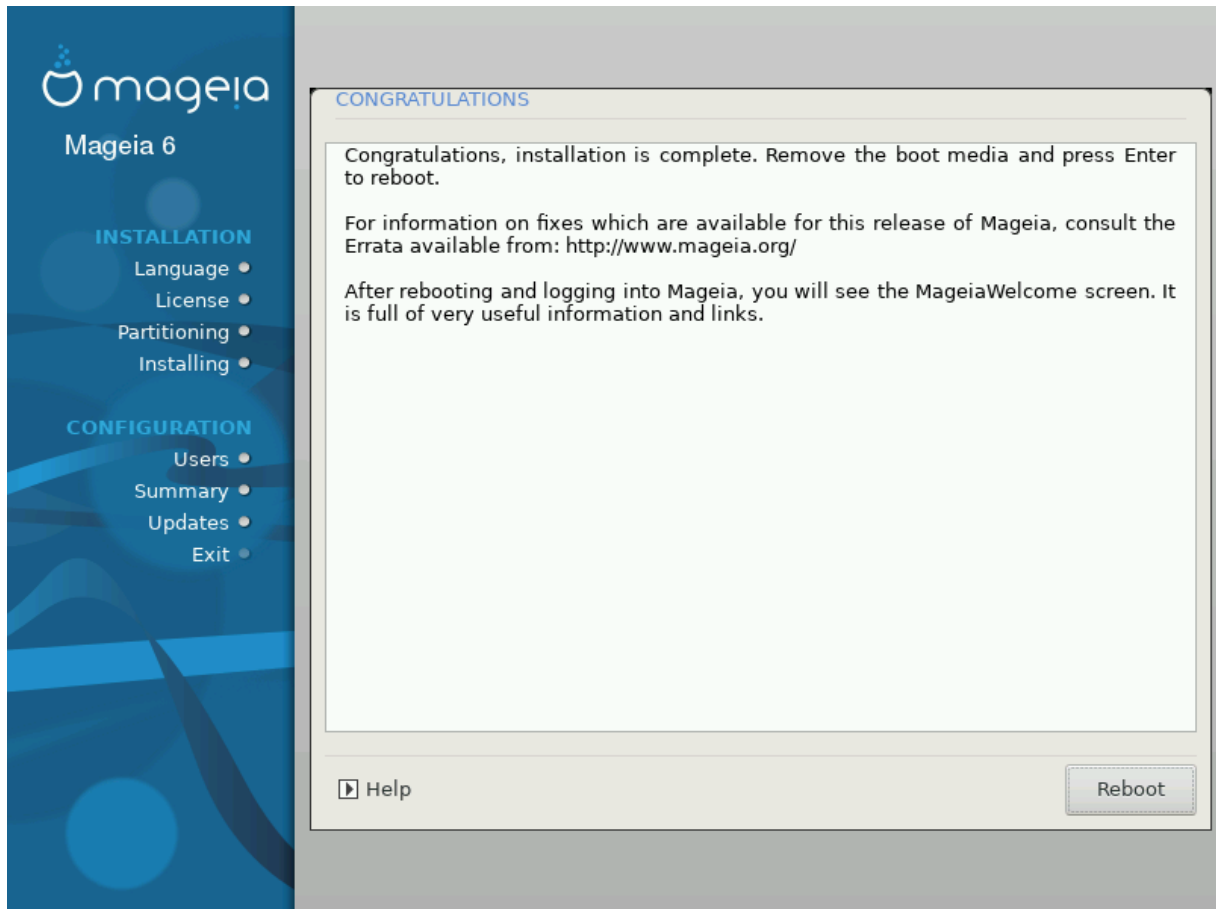 mageia
Mageia 6
INSTALLATION
Language
License
Partitioning
Installing
CONFIGURATION
Users
Summary
Updates
Exit
CONGRATULATIONS
Congratulations, installation is complete. Remove the boot media and press Enter
to reboot.
For information on fixes which are available for this release of Mageia, consult the
Errata available from: http://www.mageia.org/
After rebooting and logging into Mageia, you will see the MageiaWelcome screen. It
is full of very useful information and links.
Help
Reboot